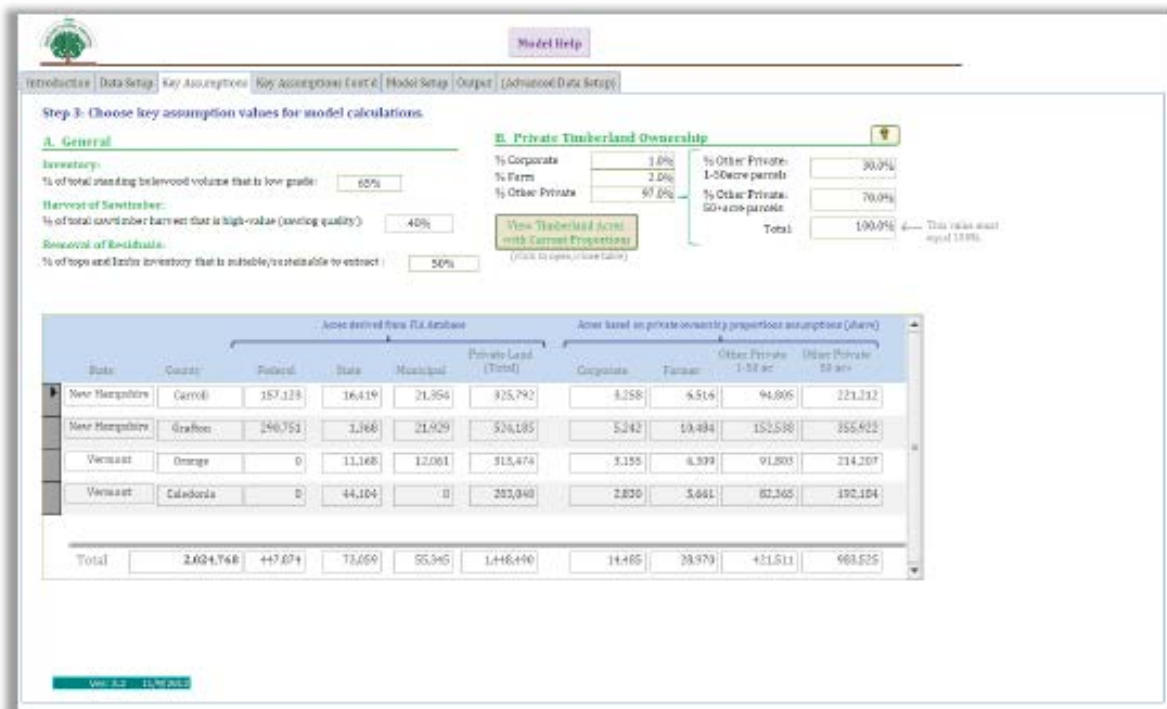 Model Help
Introduction Data Setup Key Assumptions Key Assumptions Cont'd Model Setup Output (Advanced Data Setup)
Step 3: Choose key assumption values for model calculations.
A. General
Inventory:
% of total standing bolewood volume that is low grade: 65%
Harvest of Sawtimber:
% of total sawtimber harvest that is high-value (sawing quality) 40%
Removal of Residuals:
% of tops and limbs inventory that is suitable/sustainable to extract : 50%
B. Private Timberland Ownership
% Corporate 1.0%
% Farm 2.0%
% Other Private 97.0%
% Other Private: 1-50acre parcels 30.0%
% Other Private: 50+acre parcels 70.0%
Total: 100.0%
This value must equal 100%.
View Timberland Acres
with Current Proportions
(click to open/close table)
Acres derived from FIA database Acres based on private ownership proportions assumptions (above)
State County Federal State Municipal Private Land (Total) Corporate Farmer Other Private 1-50 ac Other Private 50 ac+
New Hampshire Carroll 157,123 16,419 21,354 325,792 3,258 6,516 94,805 221,212
New Hampshire Grafton 290,751 1,368 21,929 524,185 5,242 10,484 152,538 355,922
Vermont Orange 0 11,168 12,061 315,474 3,155 6,309 91,803 214,207
Vermont Caledonia 0 44,104 0 283,040 2,830 5,661 82,365 192,184
Total 2,024,768 447,874 73,059 55,345 1,448,490 14,485 28,970 421,511 983,525
Ver: 3.2